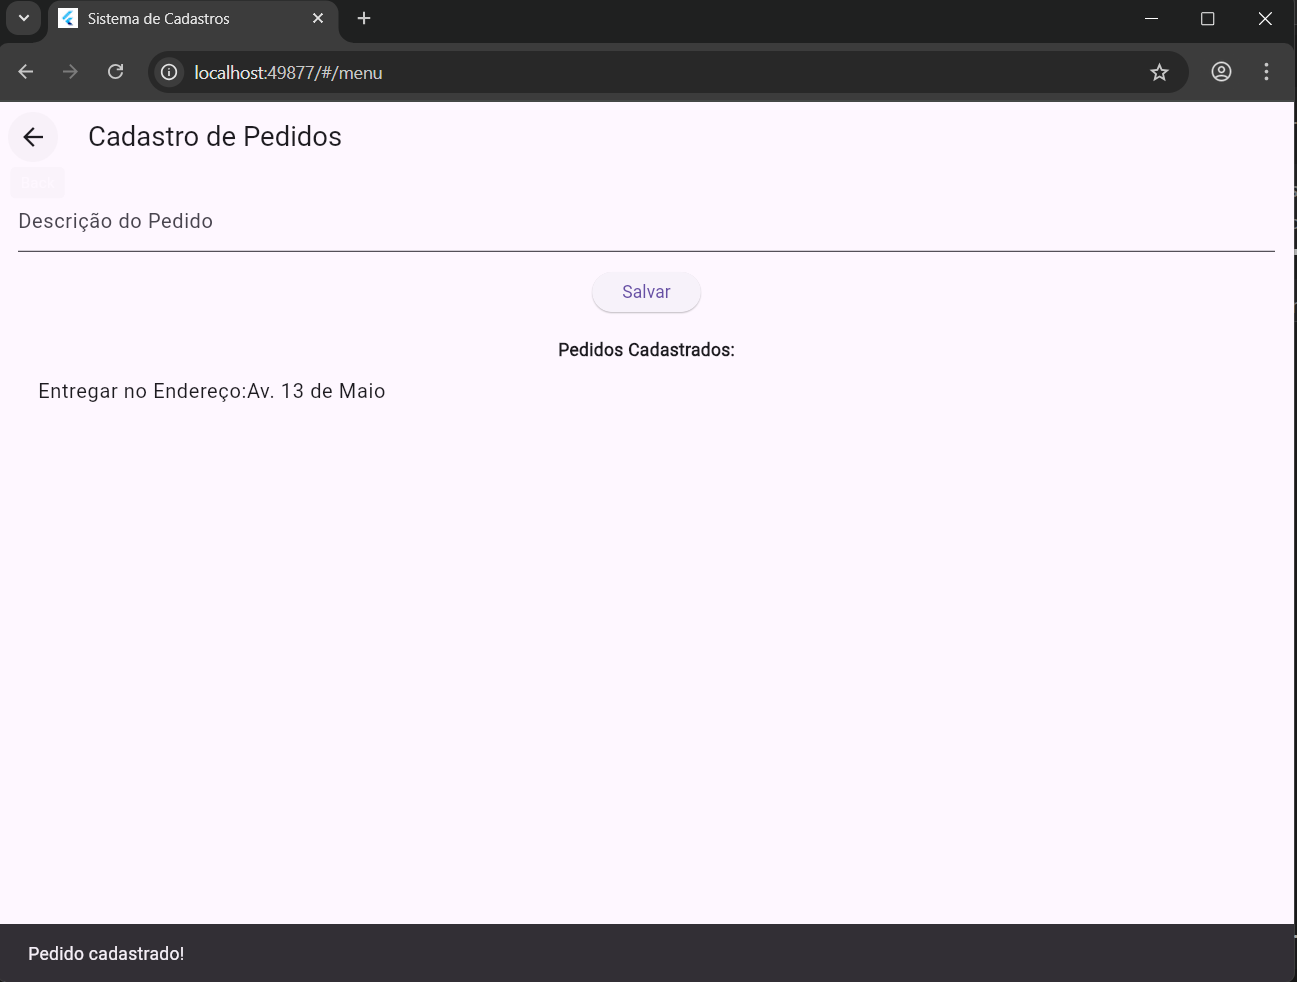 Sistema de Cadastros
localhost:49877/#/menu
Cadastro de Pedidos
Descrição do Pedido
Salvar
Pedidos Cadastrados:
Entregar no Endereço:Av. 13 de Maio
Pedido cadastrado!